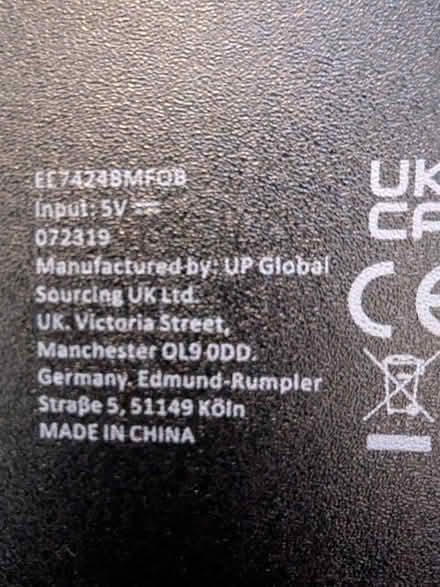 EE7424BMFOB
Input: 5V ⎓
072319
Manufactured by: UP Global
Sourcing UK Ltd.
UK. Victoria Street,
Manchester OL9 0DD.
Germany. Edmund-Rumpler
Straße 5, 51149 Köln
MADE IN CHINA
UK
CA
CE